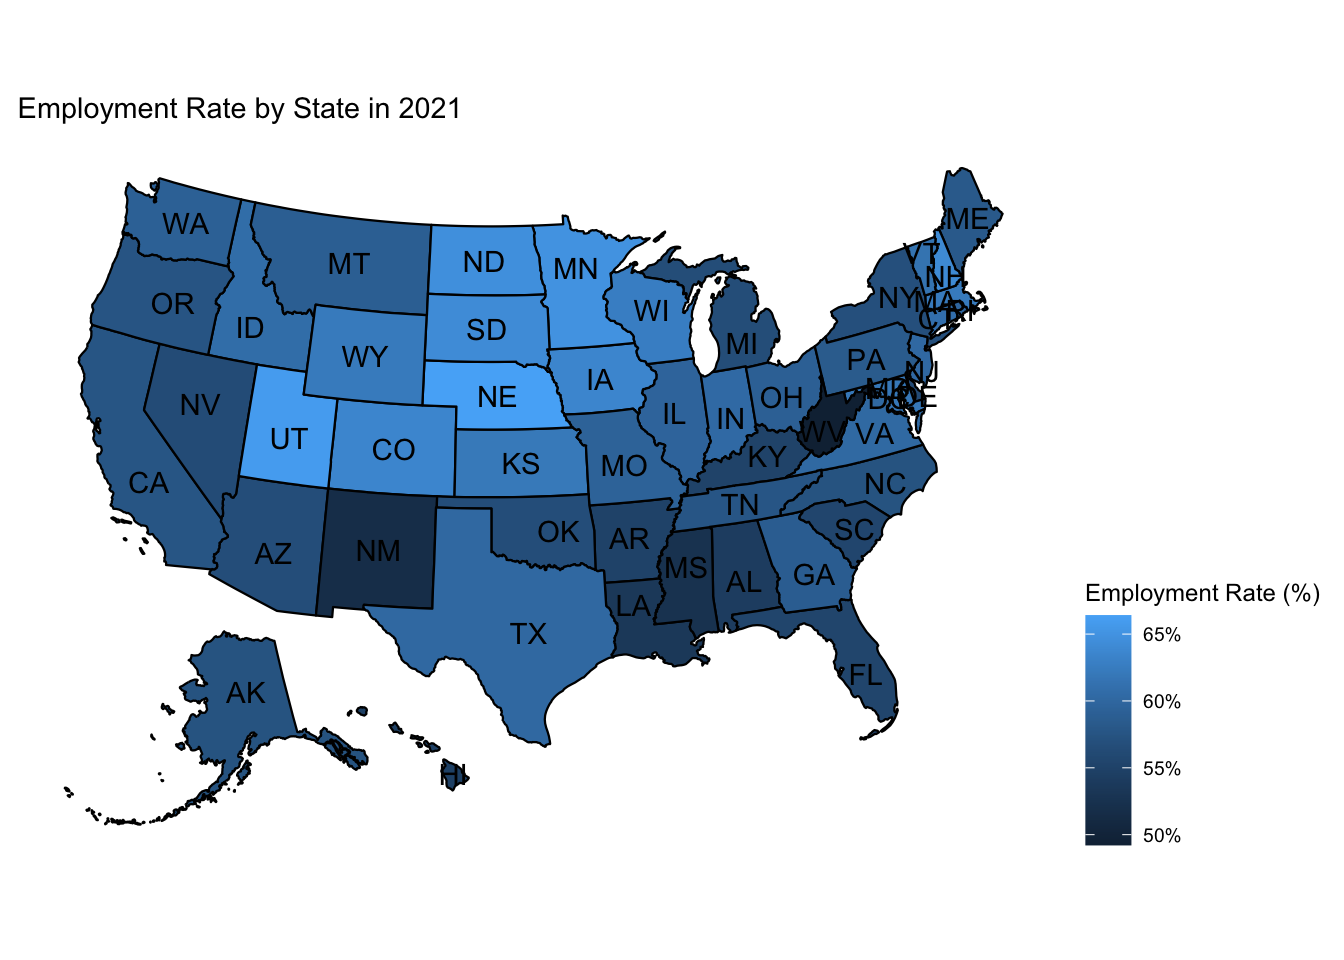 Employment Rate by State in 2021
ME
WA
VT
MT
ND
MN
NH
NY
MA
OR
RI
WI
CT
ID
SD
MI
WY
PA
NJ
IA
NE
DE
OH
UT
NV
IL
IN
WV
VA
CO
KY
KS
MO
CA
NC
TN
SC
OK
AR
NM
AZ
MS
GA
AL
LA
TX
FL
AK
HI
Employment Rate (%)
65%
60%
55%
50%